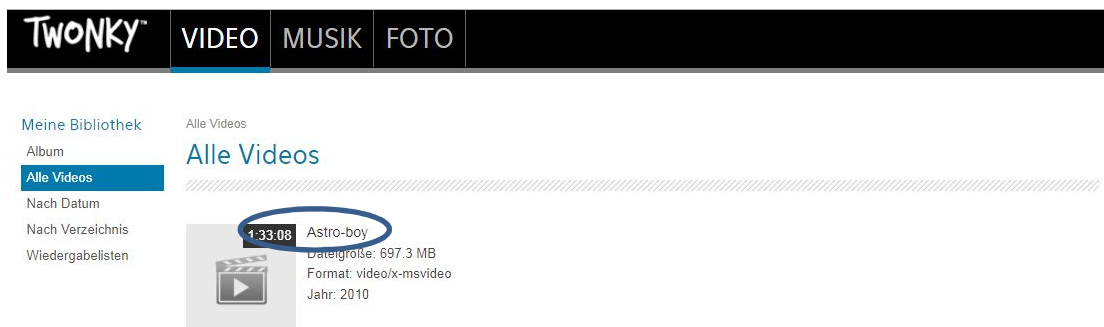 TWONKY™
VIDEO MUSIK FOTO
Meine Bibliothek
Album
Alle Videos
Nach Datum
Nach Verzeichnis
Wiedergabelisten
Alle Videos
Alle Videos
1:33:08
Astro-boy
Dateigröße: 697.3 MB
Format: video/x-msvideo
Jahr: 2010